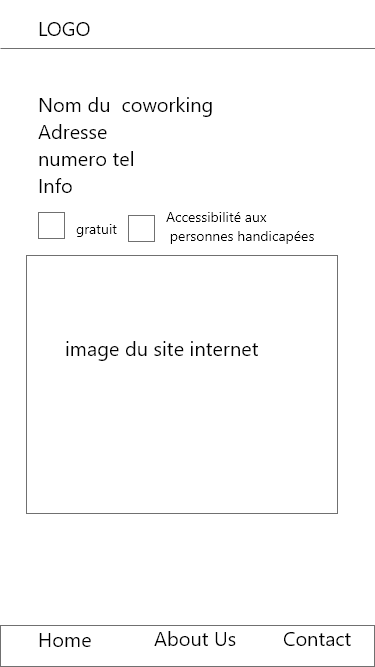 LOGO
Nom du  coworking
Adresse
numero tel
Info
gratuit
Accessibilité aux
personnes handicapées
image du site internet
Home
About Us
Contact